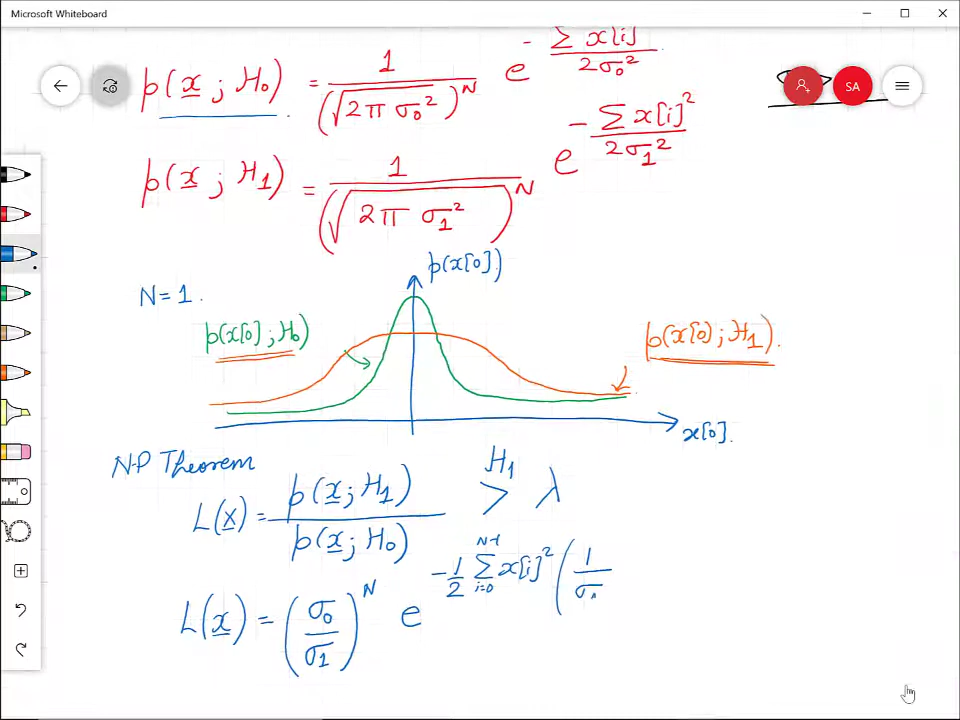 Microsoft Whiteboard
SA
p(x ; H₀) = 1 / (√(2π σ₀²))^N e^(-Σ x[i] / 2σ₀²)
p(x ; H₁) = 1 / (√(2π σ₁²))^N e^(-Σ x[i]² / 2σ₁²)
p(x[0])
N=1.
p(x[0] ; H₀)
p(x[0) ; H₁).
x[0].
N-P Theorem
L(x) = p(x ; H₁) / p(x ; H₀) >^(H₁) λ
L(x) = (σ₀ / σ₁)^N e^(-1/2 Σ_(i=0)^(N-1) x[i]² (1 / σ